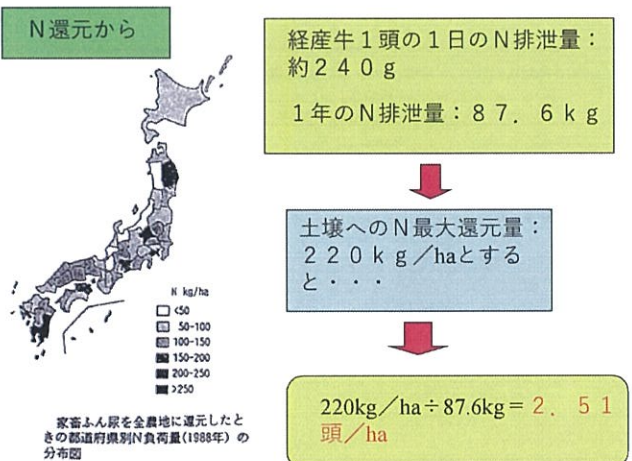 N還元から
経産牛1頭の1日のN排泄量：
約２４０g
１年のN排泄量：８７．６ｋｇ
土壌へのN最大還元量：
２２０ｋｇ／haとする
と・・・
220kg／ha÷87.6kg＝２．５１
頭／ha
N kg/ha
<50
50-100
100-150
150-200
200-250
>250
家畜ふん尿を全農地に還元したと
きの都道府県別N負荷量(1988年) の
分布図